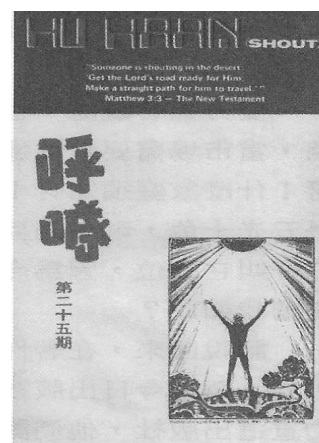 HU HAAN SHOUT
"Someone is shouting in the desert
'Get the Lord's road ready for Him,
Make a straight path for him to travel.'"
Matthew 3:3 — The New Testament
呼喊
第二十五期